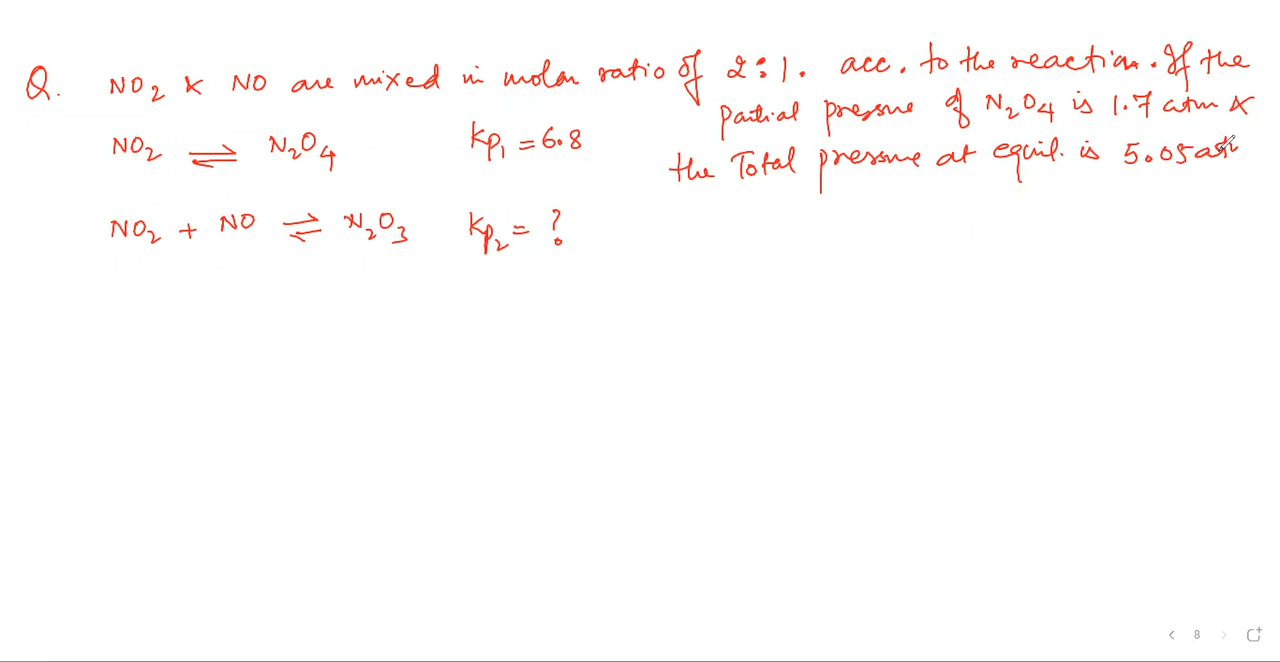 Q. NO2 & NO are mixed in molar ratio of 2:1. acc. to the reaction. If the
partial pressure of N2O4 is 1.7 atm &
NO2 ⇌ N2O4 kp1 = 6.8
the Total pressure at equil. is 5.05 atm
NO2 + NO ⇌ N2O3 kp2 = ?
< 8 >